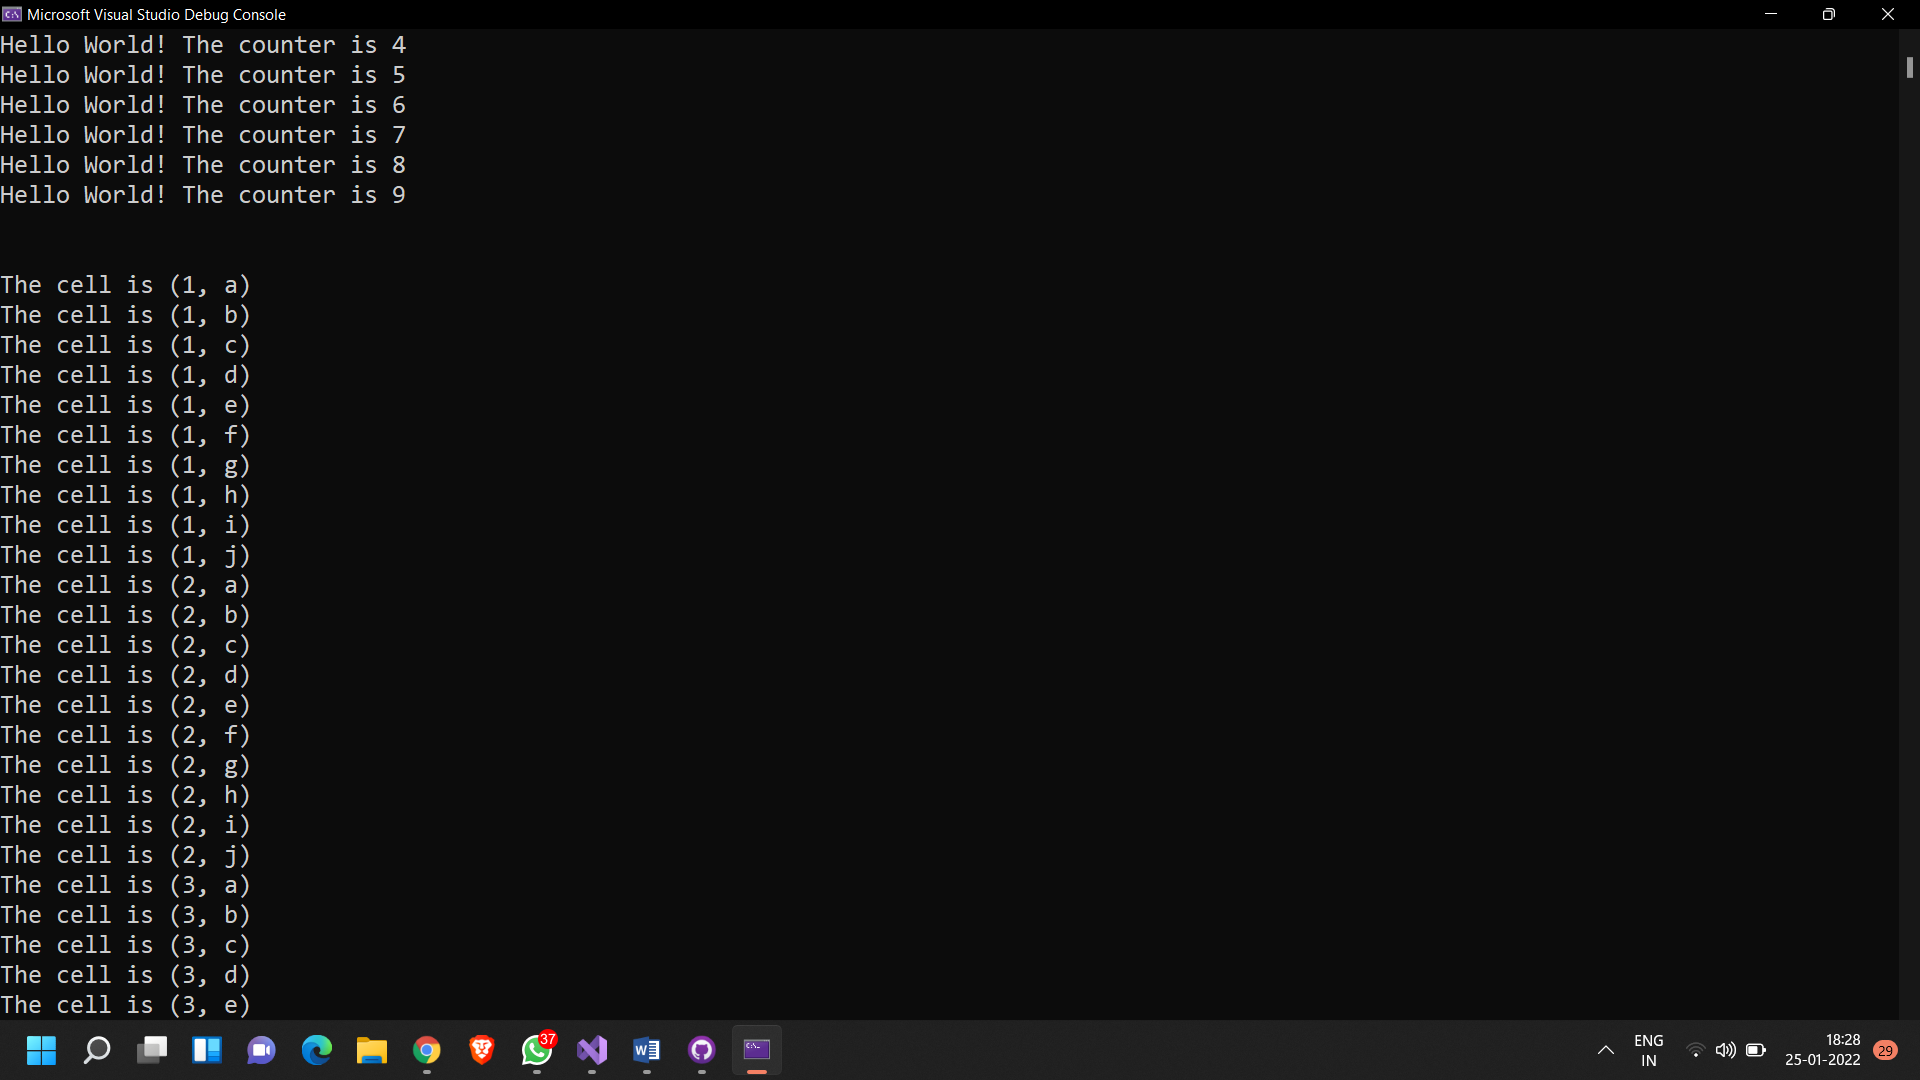 Microsoft Visual Studio Debug Console
Hello World! The counter is 4
Hello World! The counter is 5
Hello World! The counter is 6
Hello World! The counter is 7
Hello World! The counter is 8
Hello World! The counter is 9
The cell is (1, a)
The cell is (1, b)
The cell is (1, c)
The cell is (1, d)
The cell is (1, e)
The cell is (1, f)
The cell is (1, g)
The cell is (1, h)
The cell is (1, i)
The cell is (1, j)
The cell is (2, a)
The cell is (2, b)
The cell is (2, c)
The cell is (2, d)
The cell is (2, e)
The cell is (2, f)
The cell is (2, g)
The cell is (2, h)
The cell is (2, i)
The cell is (2, j)
The cell is (3, a)
The cell is (3, b)
The cell is (3, c)
The cell is (3, d)
The cell is (3, e)
37
ENG
IN
18:28
25-01-2022
29